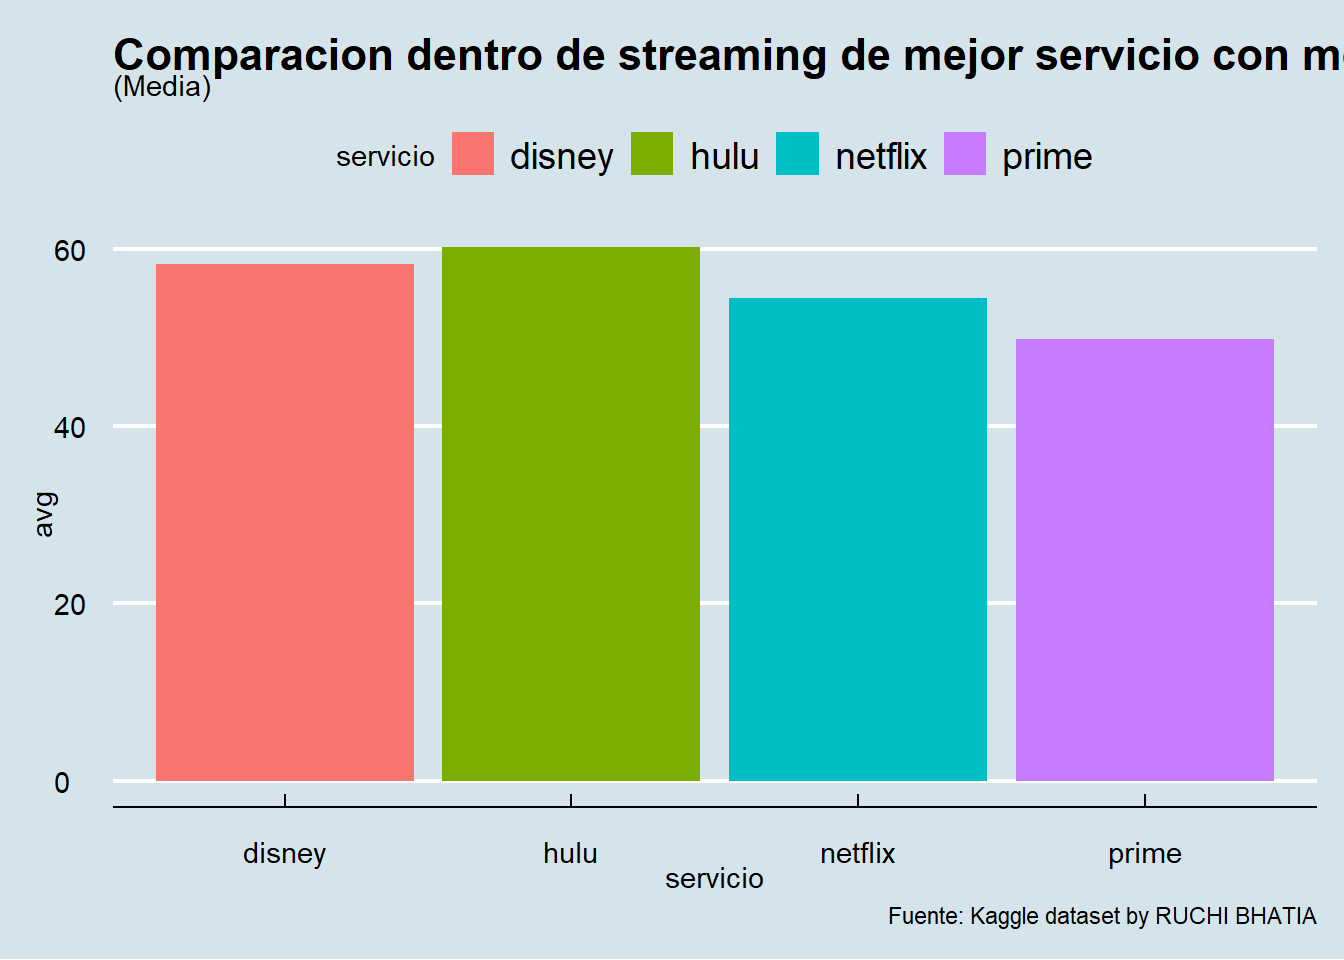 Comparacion dentro de streaming de mejor servicio con
(Media)
servicio disney hulu netflix prime
60
40
20
0
avg
disney hulu netflix prime
servicio
Fuente: Kaggle dataset by RUCHI BHATIA